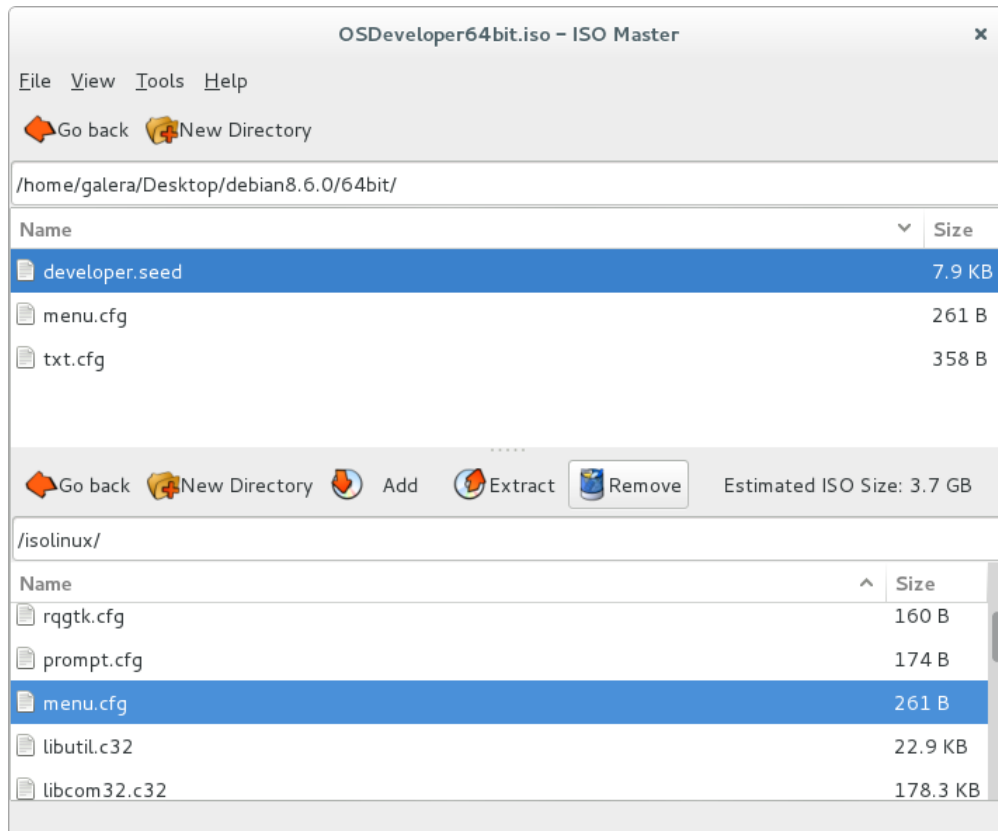 OSDeveloper64bit.iso – ISO Master
File View Tools Help
Go back New Directory
/home/galera/Desktop/debian8.6.0/64bit/
Name Size
developer.seed 7.9 KB
menu.cfg 261 B
txt.cfg 358 B
Go back New Directory Add Extract Remove Estimated ISO Size: 3.7 GB
/isolinux/
Name Size
rqgtk.cfg 160 B
prompt.cfg 174 B
menu.cfg 261 B
libutil.c32 22.9 KB
libcom32.c32 178.3 KB